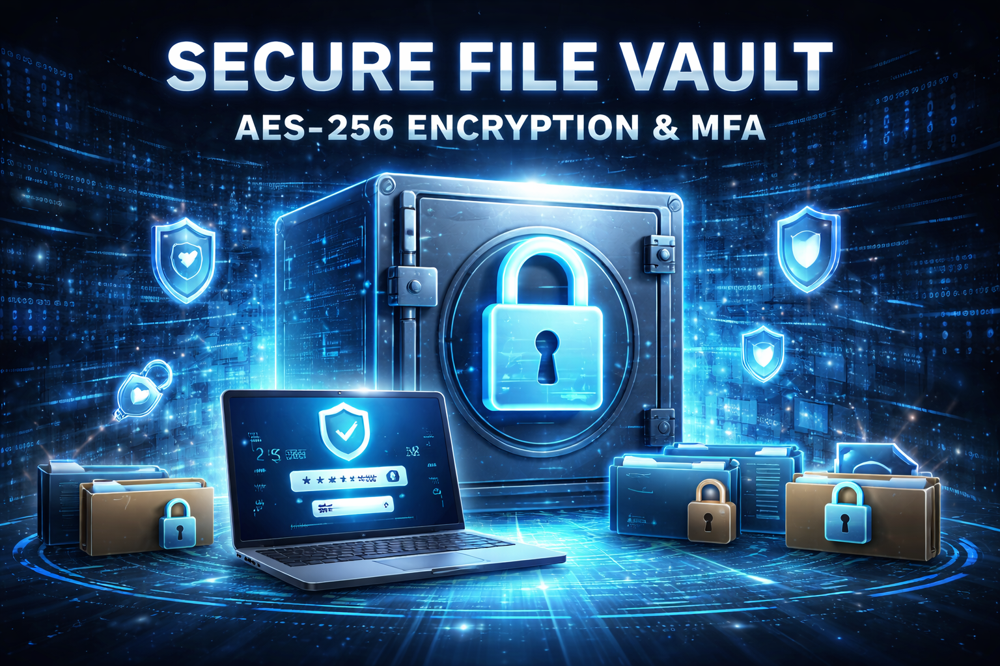 SECURE FILE VAULT
AES-256 ENCRYPTION & MFA